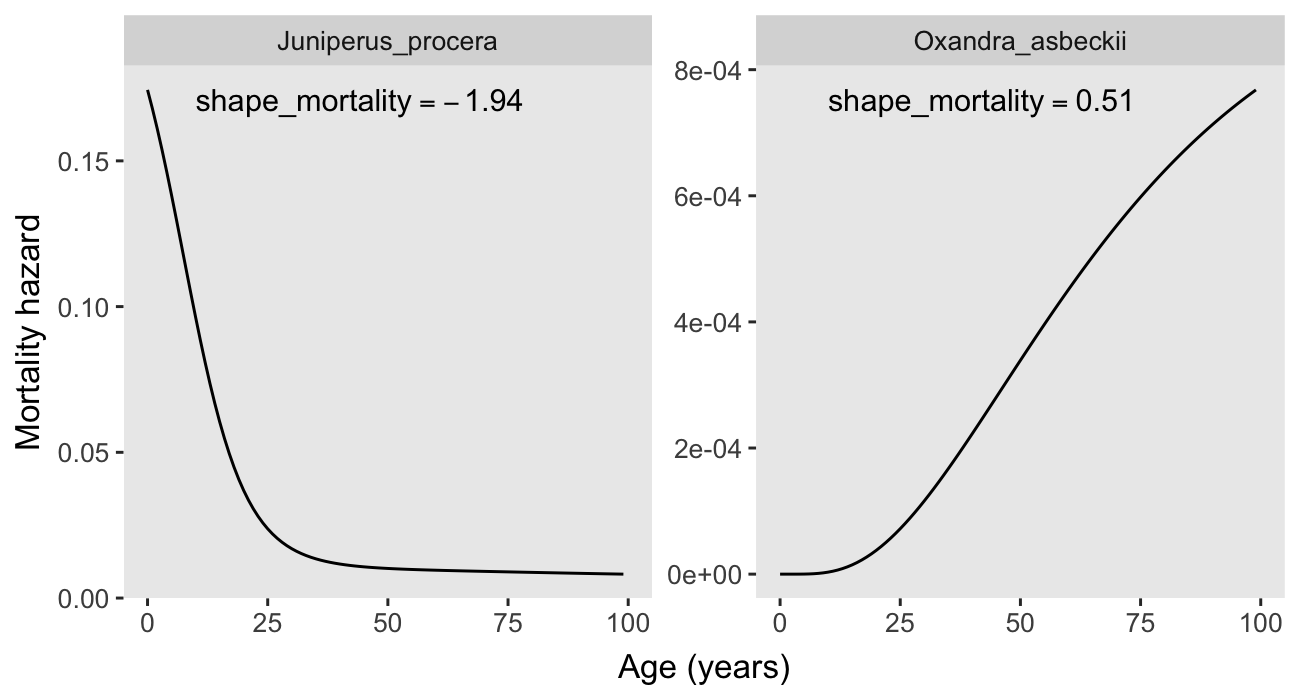 Juniperus_procera
shape_mortality = − 1.94
0.15
0.10
0.05
0.00
0 25 50 75 100
Mortality hazard
Oxandra_asbeckii
shape_mortality = 0.51
8e-04
6e-04
4e-04
2e-04
0e+00
0 25 50 75 100
Age (years)